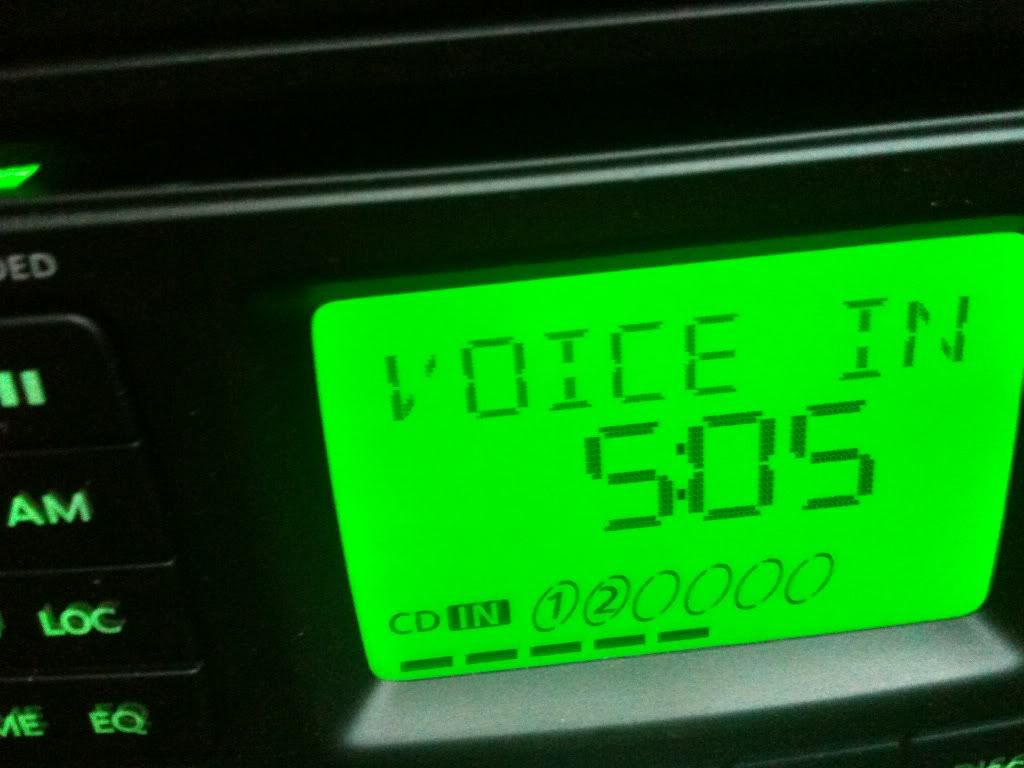 VOICE IN
5:05
CD IN 1 2
AM
LOC
EQ